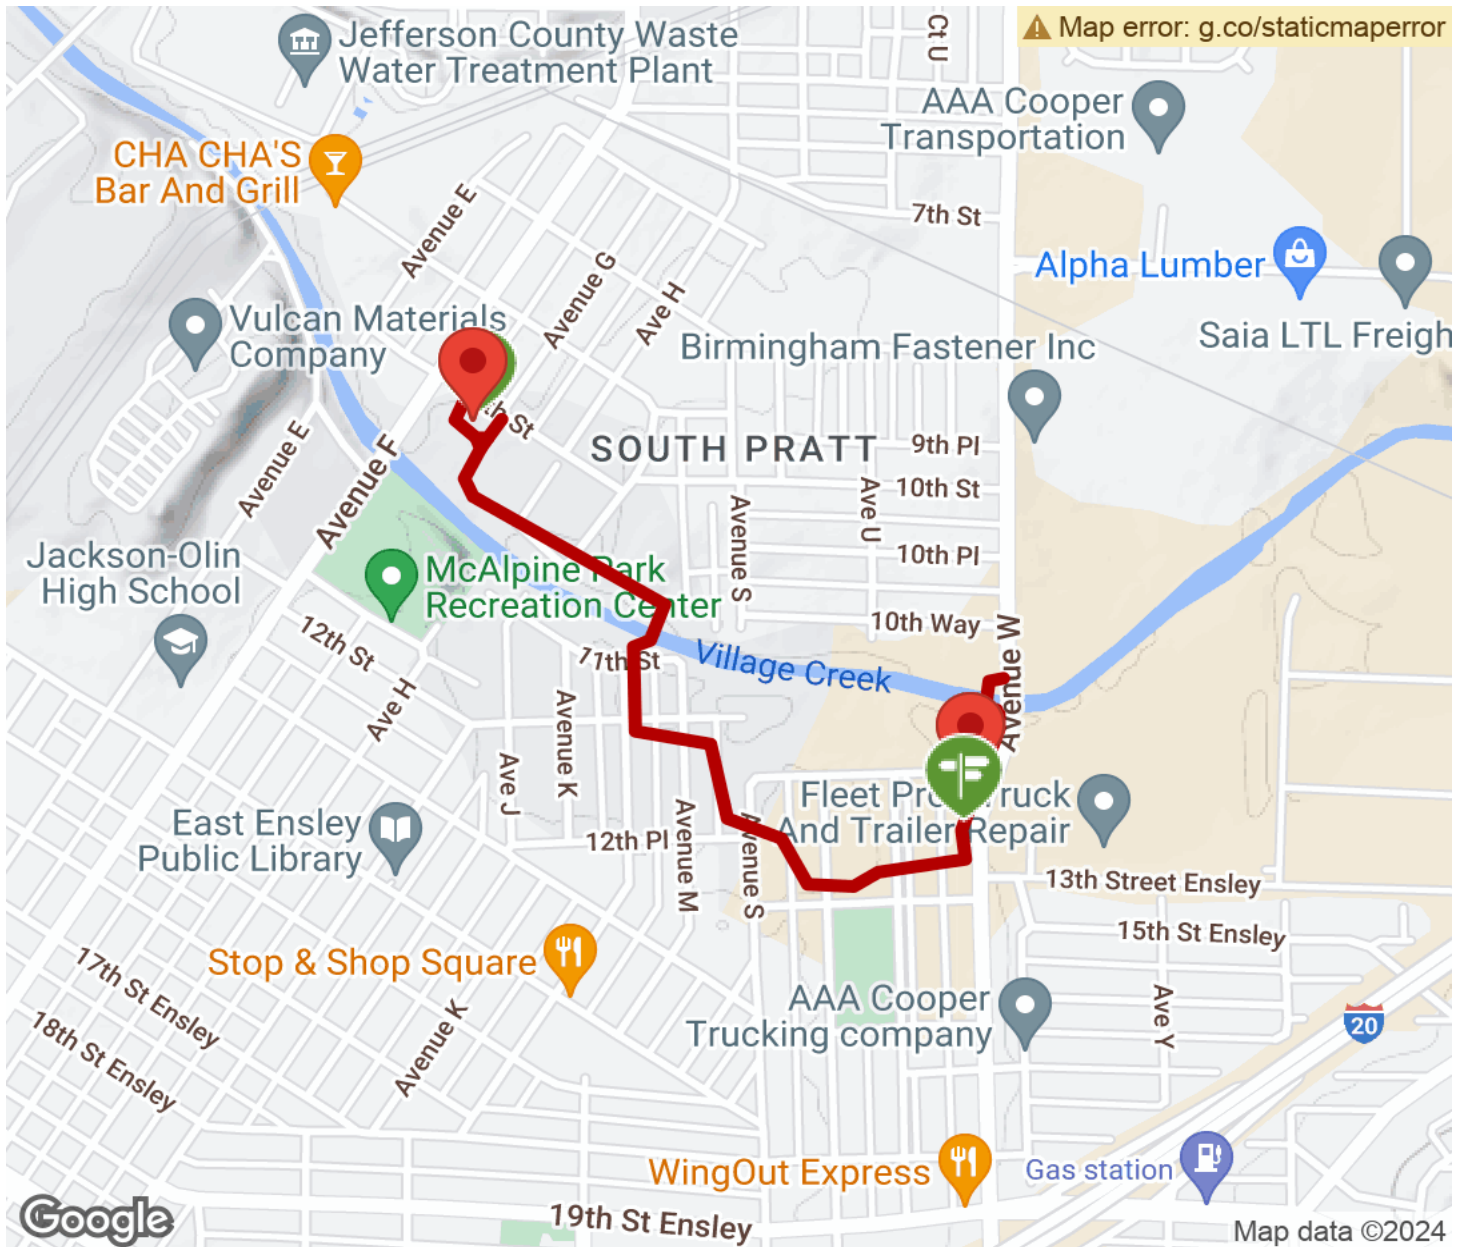 Ct U
Map error: g.co/staticmaperror
Jefferson County Waste
Water Treatment Plant
AAA Cooper
Transportation
CHA CHA'S
Bar And Grill
Avenue E
7th St
Avenue G
Alpha Lumber
Ave H
Vulcan Materials
Company
Birmingham Fastener Inc
Saia LTL Freigh
th St
SOUTH PRATT
9th Pl
Avenue E
Avenue F
10th St
Ave U
Avenue S
Jackson-Olin
High School
10th Pl
McAlpine Park
Recreation Center
12th St
10th Way
11th St
Village Creek
Avenue W
Ave H
Avenue K
Ave J
Fleet Pro Truck
And Trailer Repair
East Ensley
Public Library
12th Pl
Avenue M
Avenue S
13th Street Ensley
15th St Ensley
Stop & Shop Square
17th St Ensley
AAA Cooper
Trucking company
Ave Y
20
18th St Ensley
Avenue K
WingOut Express
Gas station
Google
19th St Ensley
Map data ©2024